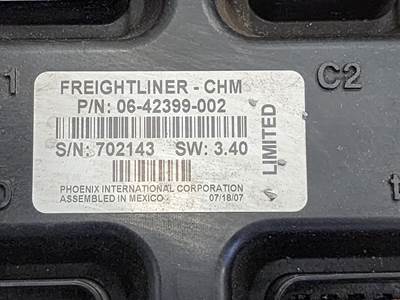 FREIGHTLINER - CHM
P/N: 06-42399-002
S/N: 702143 SW: 3.40
LIMITED
PHOENIX INTERNATIONAL CORPORATION
ASSEMBLED IN MEXICO 07/18/07
1
C2